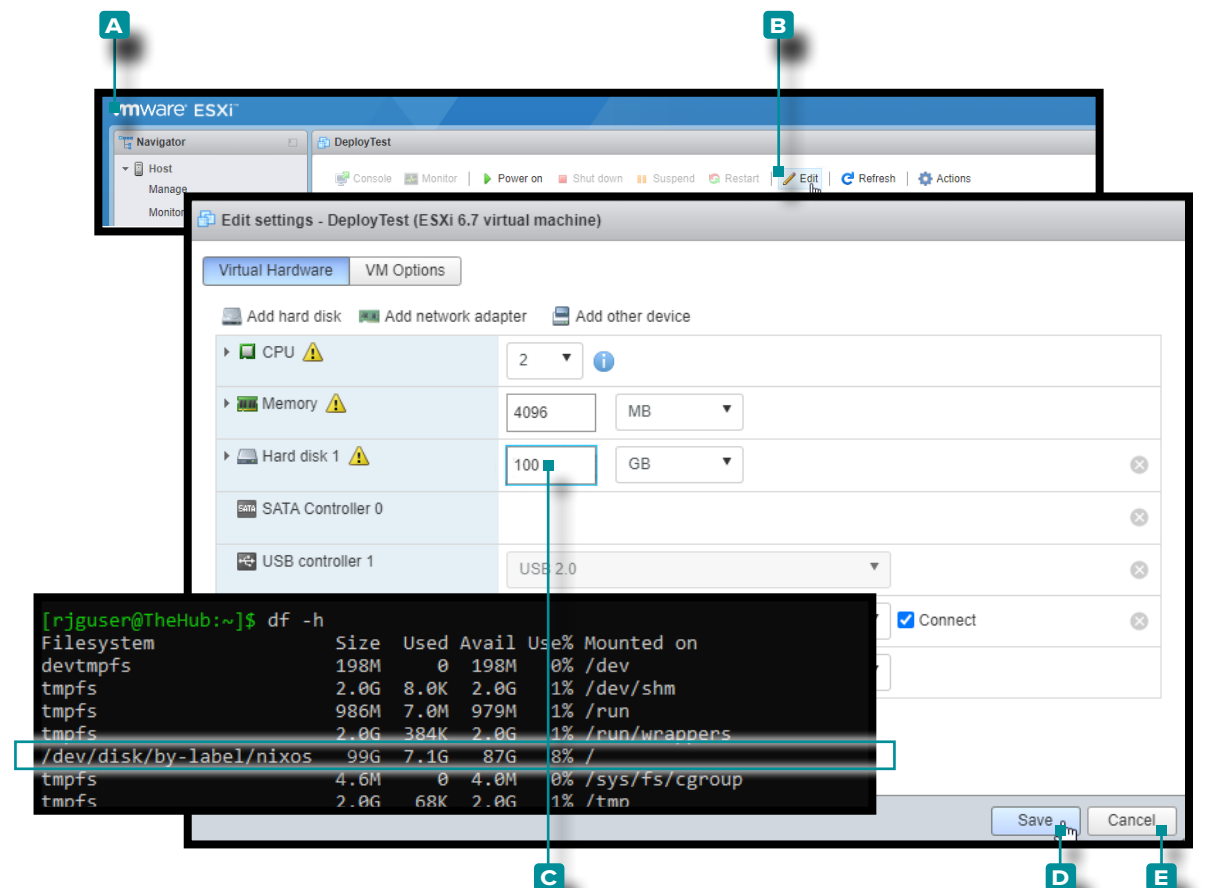 A
B
vmware ESXi™
Navigator
DeployTest
Host
Console Monitor Power on Shut down Suspend Restart Edit Refresh Actions
Manage
Monitor
Edit settings - DeployTest (ESXi 6.7 virtual machine)
Virtual Hardware VM Options
Add hard disk Add network adapter Add other device
CPU 2
Memory 4096 MB
Hard disk 1 100 GB
SATA SATA Controller 0
USB controller 1 USB 2.0
Connect
[rjguser@TheHub:~]$ df -h
Filesystem Size Used Avail Use% Mounted on
devtmpfs 198M 0 198M 0% /dev
tmpfs 2.0G 8.0K 2.0G 1% /dev/shm
tmpfs 986M 7.0M 979M 1% /run
tmpfs 2.0G 384K 2.0G 1% /run/wrappers
/dev/disk/by-label/nixos 99G 7.1G 87G 8% /
tmpfs 4.6M 0 4.0M 0% /sys/fs/cgroup
tmpfs 2.0G 68K 2.0G 1% /tmp
Save Cancel
C
D
E